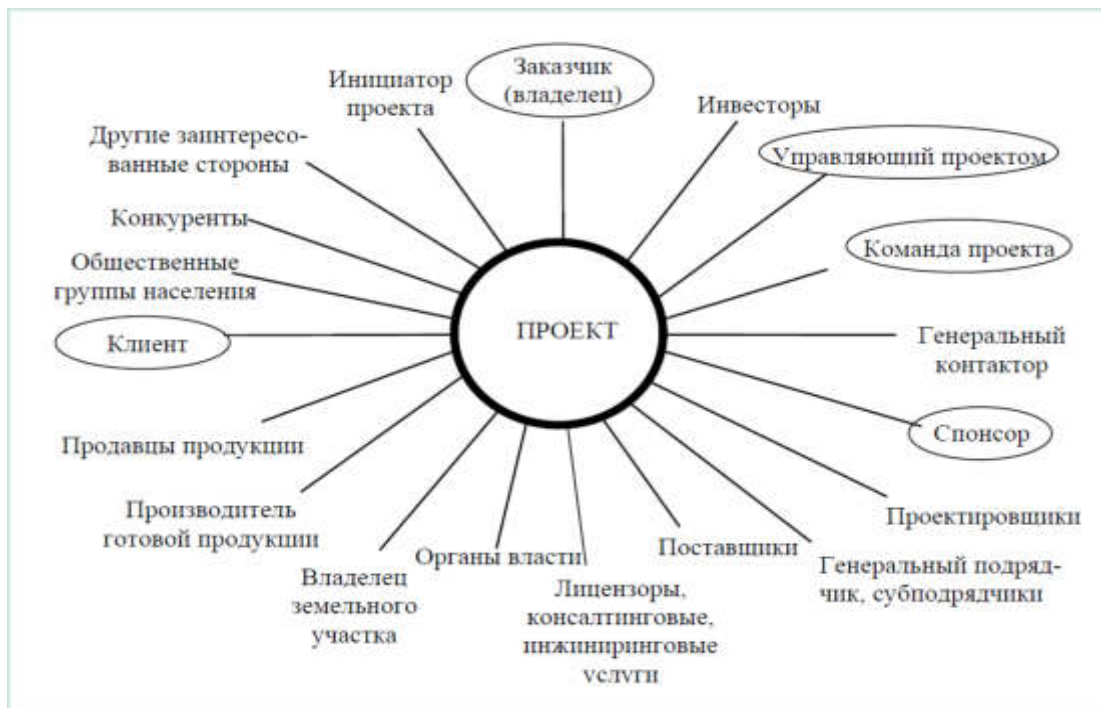 Заказчик
(владелец)
Инициатор
проекта
Инвесторы
Другие заинтересо-
ванные стороны
Управляющий проектом
Конкуренты
Команда проекта
Общественные
группы населения
ПРОЕКТ
Клиент
Генеральный
контактор
Спонсор
Продавцы продукции
Производитель
готовой продукции
Проектировщики
Органы власти
Поставщики
Владелец
земельного
участка
Лицензоры,
консалтинговые,
инжиниринговые
услуги
Генеральный подряд-
чик, субподрядчики